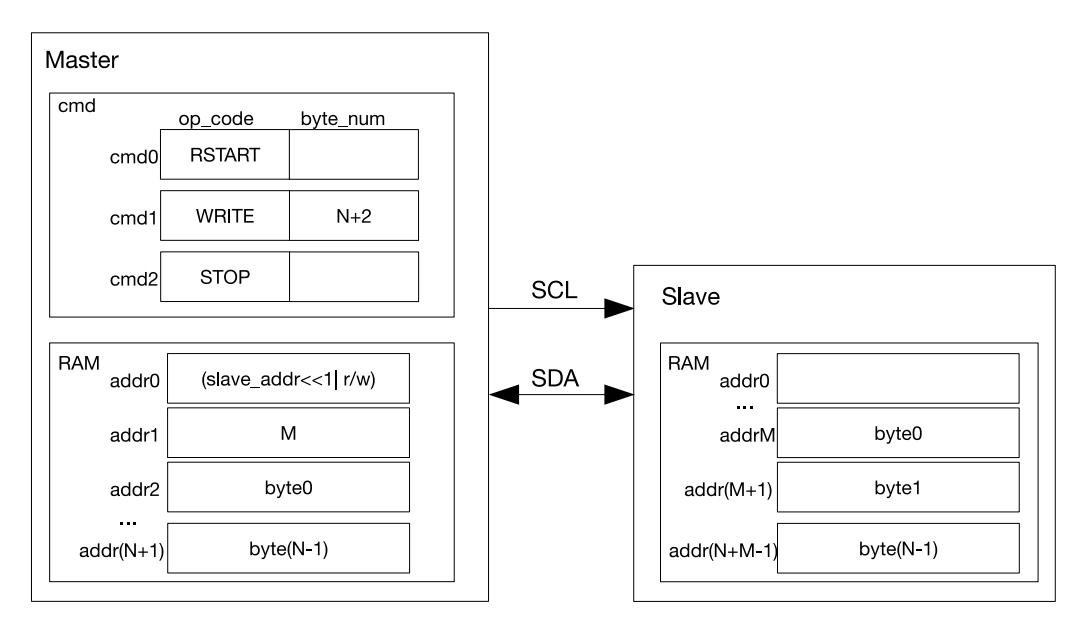 Master
cmd
op_code byte_num
cmd0 RSTART
cmd1 WRITE N+2
cmd2 STOP
RAM
addr0 (slave_addr<<1| r/w)
addr1 M
addr2 byte0
...
addr(N+1) byte(N-1)
SCL
SDA
Slave
RAM
addr0
...
addrM byte0
addr(M+1) byte1
addr(N+M-1) byte(N-1)